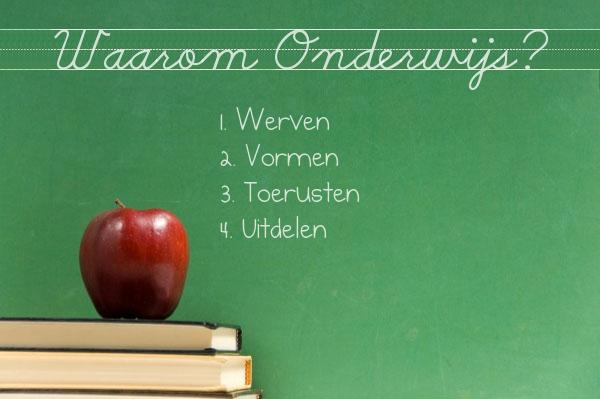 Waarom Onderwijs?
1. Werven
2. Vormen
3. Toerusten
4. Uitdelen